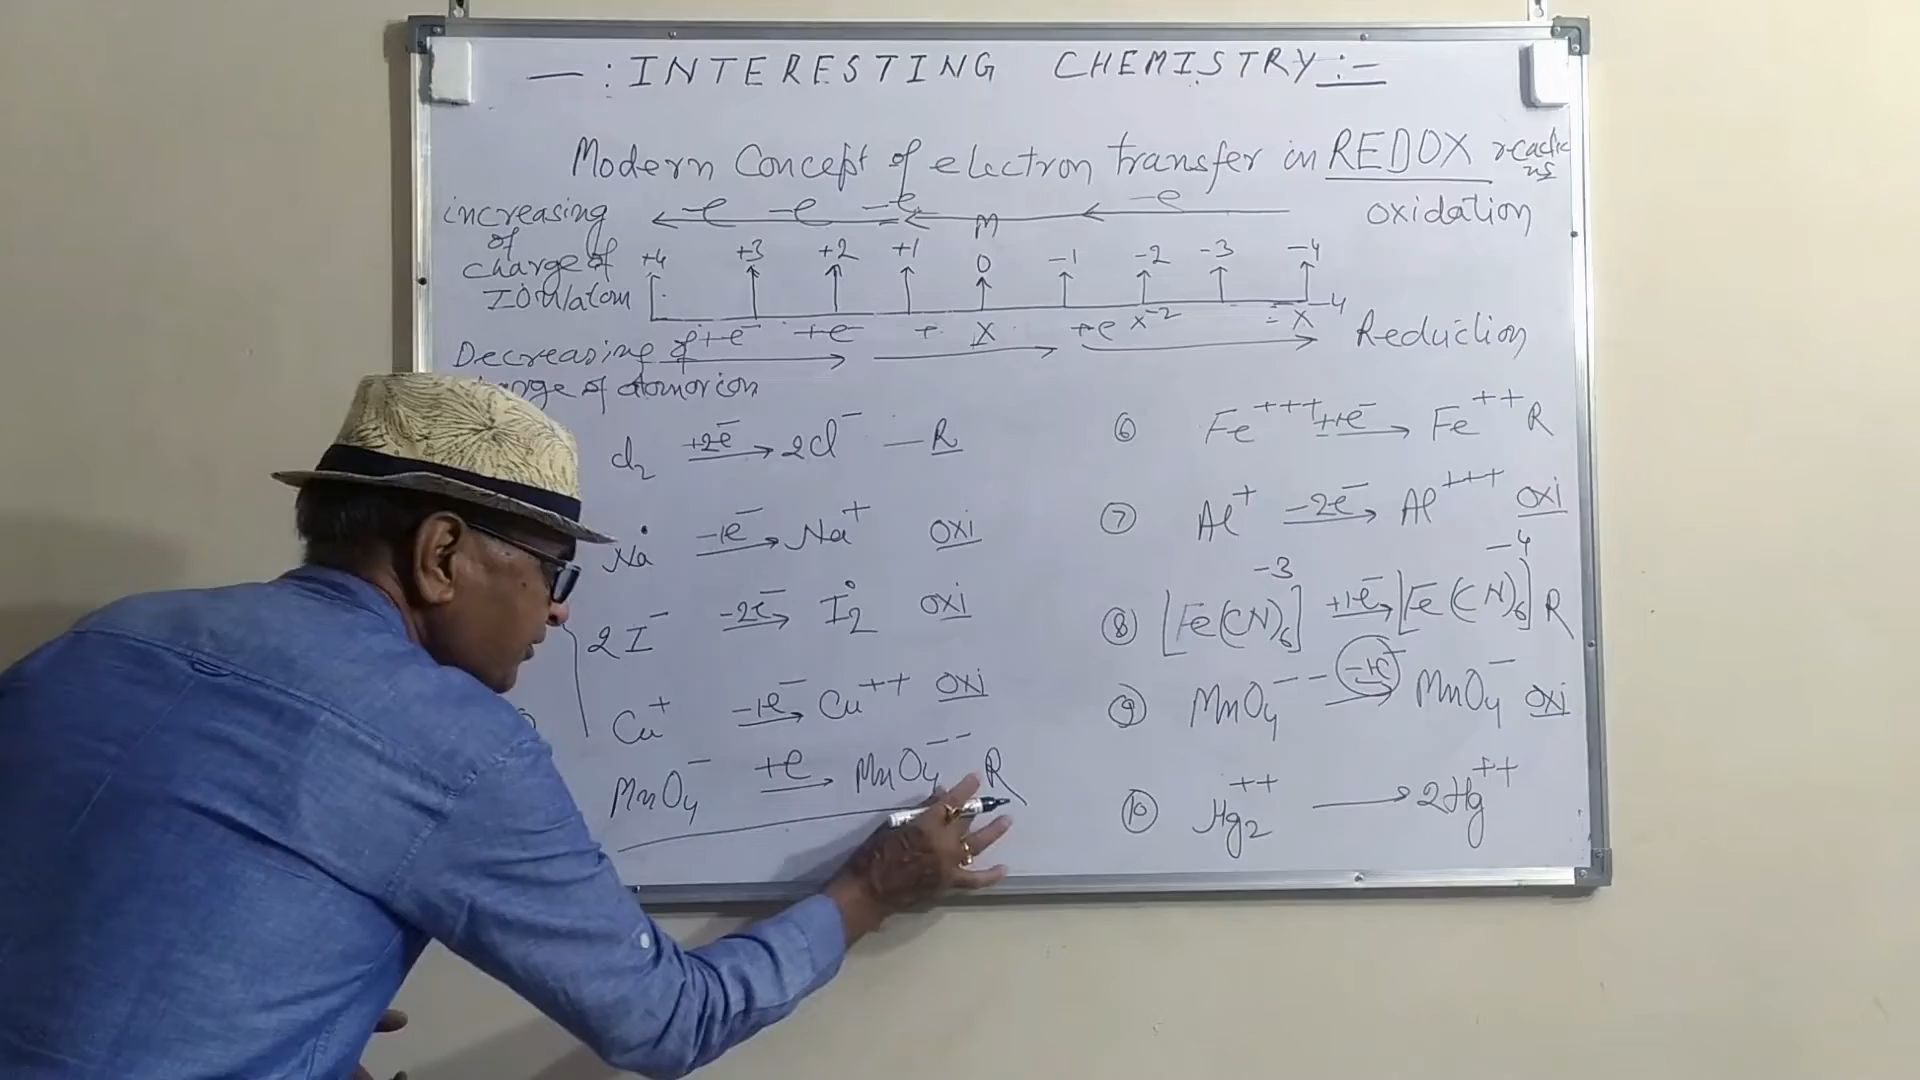 — : INTERESTING CHEMISTRY : =
Modern Concept of electron transfer in REDOX reactions
increasing of charge of Ion/atom
-e -e -e -e
oxidation
M
+4 +3 +2 +1 0 -1 -2 -3 -4
+e⁻ +e + X +e X⁻² X⁻⁴
Reduction
Decreasing of
of atom or ion
Cl₂ +2e⁻→ 2Cl⁻ — R
Na° -1e⁻→ Na⁺ oxi
2I⁻ -2e⁻→ I₂° oxi
Cu⁺ -1e⁻→ Cu⁺⁺ oxi
MnO₄⁻ +e→ MnO₄⁻⁻ R
⑥ Fe⁺⁺⁺ +1e⁻→ Fe⁺⁺ R
⑦ Al⁺ -2e⁻→ Al⁺⁺⁺ oxi
⑧ [Fe(CN)₆]⁻³ +1e⁻→ [Fe(CN)₆]⁻⁴ R
⑨ MnO₄⁻⁻ -1e⁻→ MnO₄⁻ oxi
⑩ Hg₂⁺⁺ → 2Hg⁺⁺